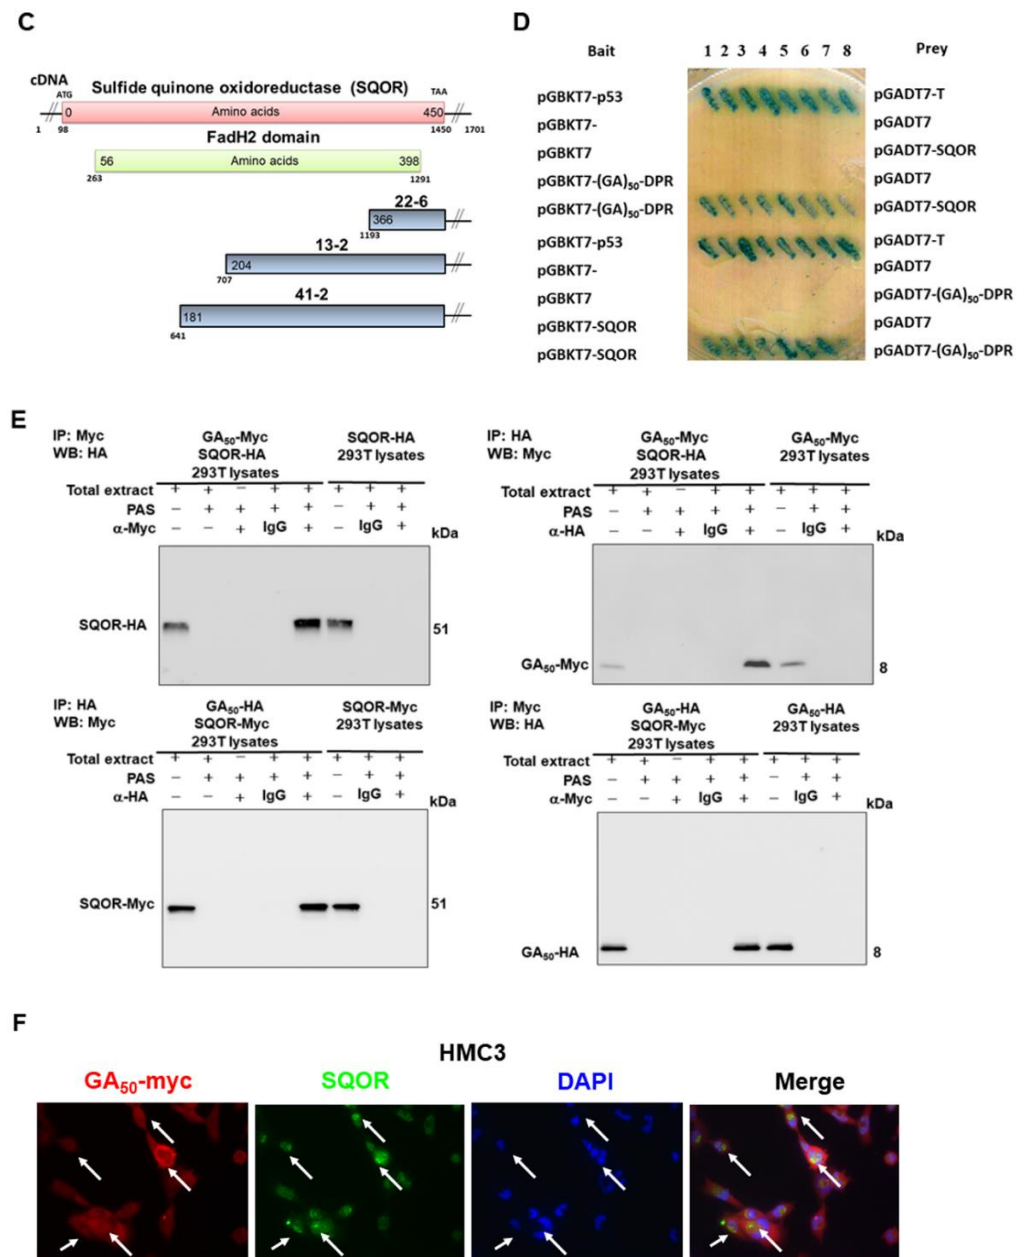 C
cDNA
Sulfide quinone oxidoreductase (SQOR)
ATG
TAA
0
Amino acids
450
1
98
1450
1701
FadH2 domain
56
Amino acids
398
263
1291
22-6
366
1193
13-2
204
707
41-2
181
641
D
Bait
1 2 3 4 5 6 7 8
Prey
pGBKT7-p53
pGADT7-T
pGBKT7-
pGADT7
pGBKT7
pGADT7-SQOR
pGBKT7-(GA)₅₀-DPR
pGADT7
pGBKT7-(GA)₅₀-DPR
pGADT7-SQOR
pGBKT7-p53
pGADT7-T
pGBKT7-
pGADT7
pGBKT7
pGADT7-(GA)₅₀-DPR
pGBKT7-SQOR
pGADT7
pGBKT7-SQOR
pGADT7-(GA)₅₀-DPR
E
IP: Myc
WB: HA
GA₅₀-Myc
SQOR-HA
293T lysates
SQOR-HA
293T lysates
Total extract + + − + + + + +
PAS − + + + + − + +
α-Myc − − + IgG + − IgG +
kDa
SQOR-HA
51
IP: HA
WB: Myc
GA₅₀-Myc
SQOR-HA
293T lysates
GA₅₀-Myc
293T lysates
Total extract + + − + + + + +
PAS − + + + + − + +
α-HA − − + IgG + − IgG +
kDa
GA₅₀-Myc
8
IP: HA
WB: Myc
GA₅₀-HA
SQOR-Myc
293T lysates
SQOR-Myc
293T lysates
Total extract + + − + + + + +
PAS − + + + + − + +
α-HA − − + IgG + − IgG +
kDa
SQOR-Myc
51
IP: Myc
WB: HA
GA₅₀-HA
SQOR-Myc
293T lysates
GA₅₀-HA
293T lysates
Total extract + + − + + + + +
PAS − + + + + − + +
α-Myc − − + IgG + − IgG +
kDa
GA₅₀-HA
8
F
HMC3
GA₅₀-myc
SQOR
DAPI
Merge